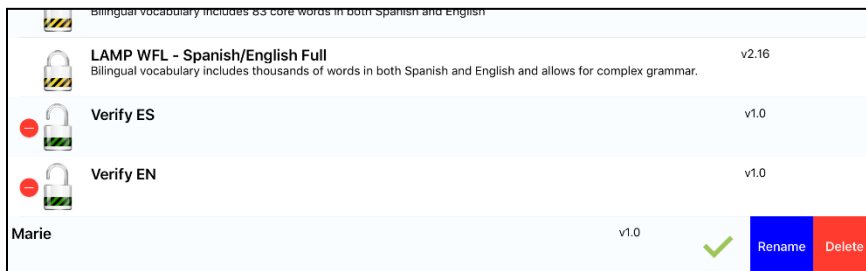 Bilingual vocabulary includes 83 core words in both Spanish and English
LAMP WFL - Spanish/English Full
v2.16
Bilingual vocabulary includes thousands of words in both Spanish and English and allows for complex grammar.
Verify ES
v1.0
Verify EN
v1.0
Marie
v1.0
Rename
Delete